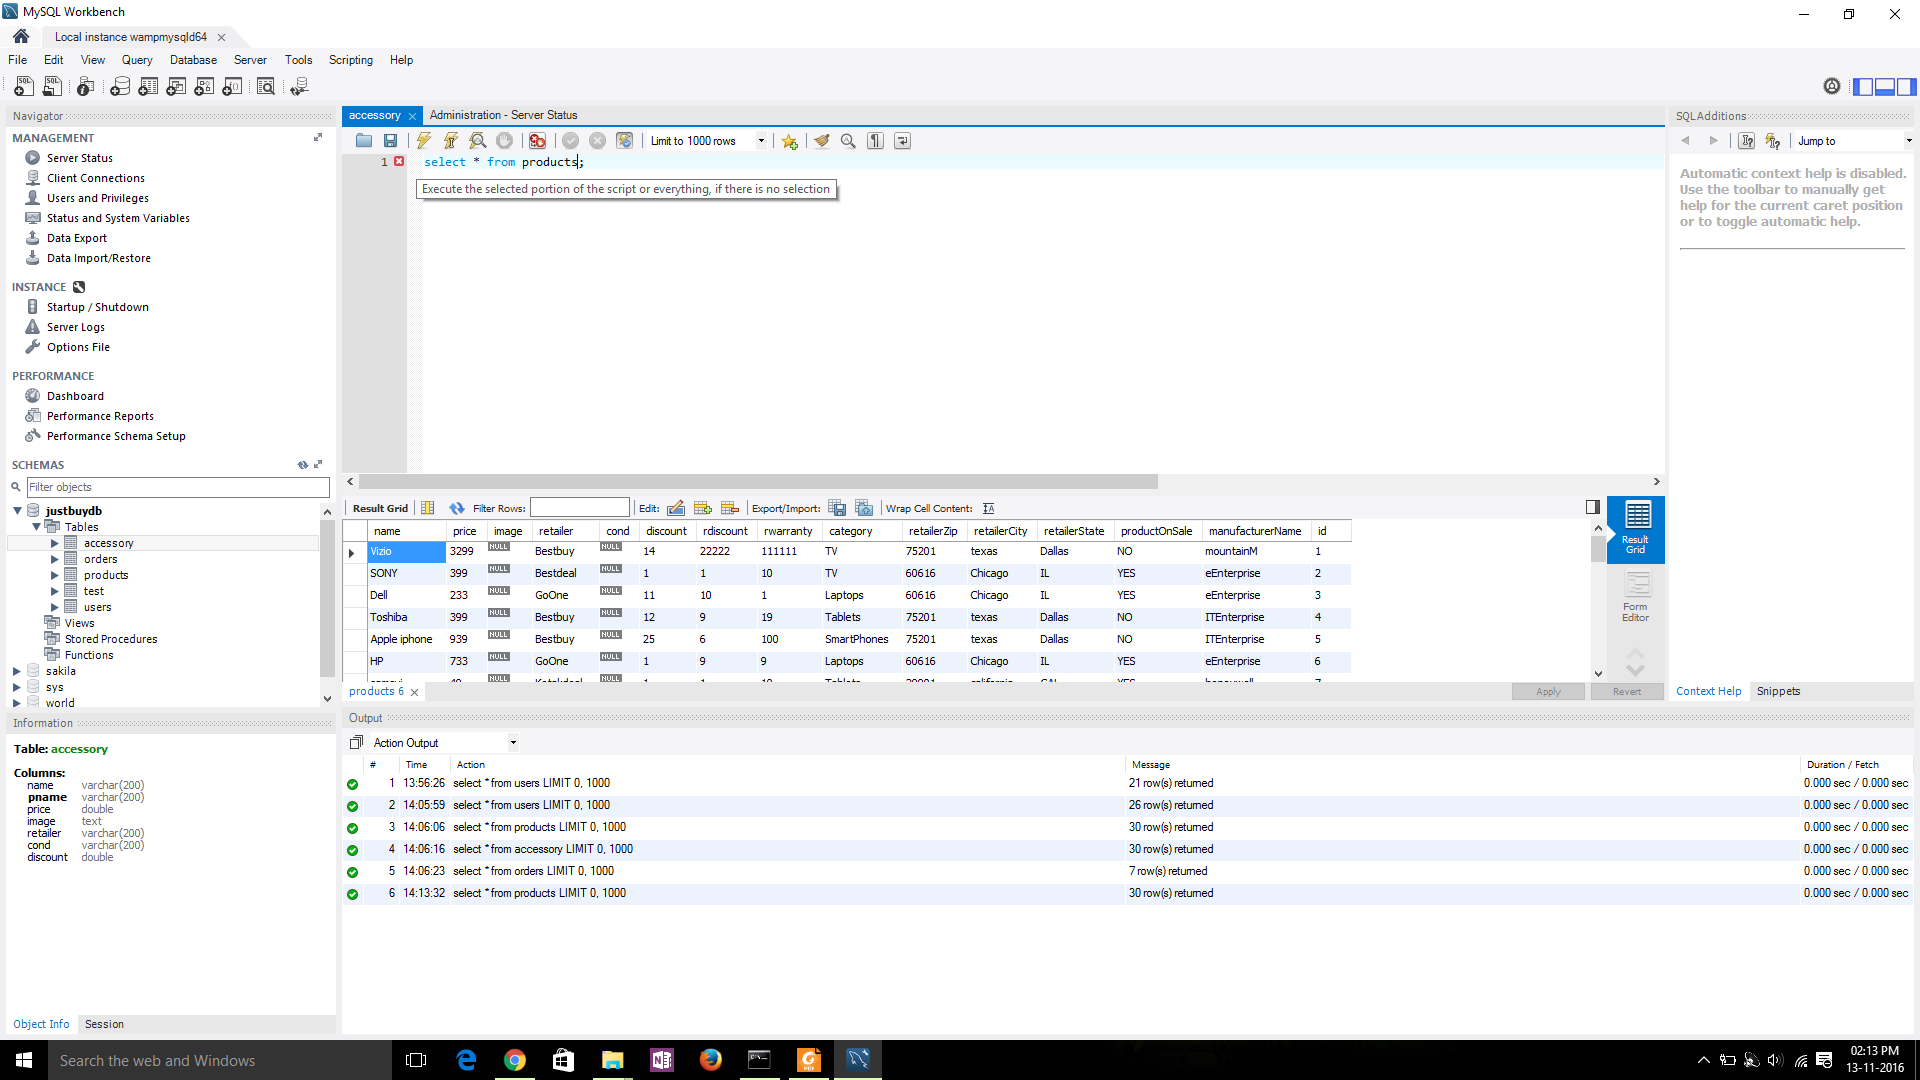 MySQL Workbench
Local instance wampmysqld64
File Edit View Query Database Server Tools Scripting Help
Navigator
MANAGEMENT
Server Status
Client Connections
Users and Privileges
Status and System Variables
Data Export
Data Import/Restore
INSTANCE
Startup / Shutdown
Server Logs
Options File
PERFORMANCE
Dashboard
Performance Reports
Performance Schema Setup
SCHEMAS
Filter objects
justbuydb
Tables
accessory
orders
products
test
users
Views
Stored Procedures
Functions
sakila
sys
world
Information
Table: accessory
Columns:
name varchar(200)
pname varchar(200)
price double
image text
retailer varchar(200)
cond varchar(200)
discount double
Object Info Session
accessory Administration - Server Status
Limit to 1000 rows
1 select * from products;
Execute the selected portion of the script or everything, if there is no selection
Result Grid Filter Rows: Edit: Export/Import: Wrap Cell Content:
name price image retailer cond discount rdiscount rwarranty category retailerZip retailerCity retailerState productOnSale manufacturerName id
Vizio 3299 NULL Bestbuy NULL 14 22222 111111 TV 75201 texas Dallas NO mountainM 1
SONY 399 NULL Bestdeal NULL 1 1 10 TV 60616 Chicago IL YES eEnterprise 2
Dell 233 NULL GoOne NULL 11 10 1 Laptops 60616 Chicago IL YES eEnterprise 3
Toshiba 399 NULL Bestbuy NULL 12 9 19 Tablets 75201 texas Dallas NO ITEnterprise 4
Apple iphone 939 NULL Bestbuy NULL 25 6 100 SmartPhones 75201 texas Dallas NO ITEnterprise 5
HP 733 NULL GoOne NULL 1 9 9 Laptops 60616 Chicago IL YES eEnterprise 6
NULL NULL
Result Grid
Form Editor
products 6
Apply Revert
SQLAdditions
Jump to
Automatic context help is disabled.
Use the toolbar to manually get
help for the current caret position
or to toggle automatic help.
Context Help Snippets
Output
Action Output
# Time Action Message Duration / Fetch
1 13:56:26 select * from users LIMIT 0, 1000 21 row(s) returned 0.000 sec / 0.000 sec
2 14:05:59 select * from users LIMIT 0, 1000 26 row(s) returned 0.000 sec / 0.000 sec
3 14:06:06 select * from products LIMIT 0, 1000 30 row(s) returned 0.000 sec / 0.000 sec
4 14:06:16 select * from accessory LIMIT 0, 1000 30 row(s) returned 0.000 sec / 0.000 sec
5 14:06:23 select * from orders LIMIT 0, 1000 7 row(s) returned 0.000 sec / 0.000 sec
6 14:13:32 select * from products LIMIT 0, 1000 30 row(s) returned 0.000 sec / 0.000 sec
Search the web and Windows
02:13 PM
13-11-2016